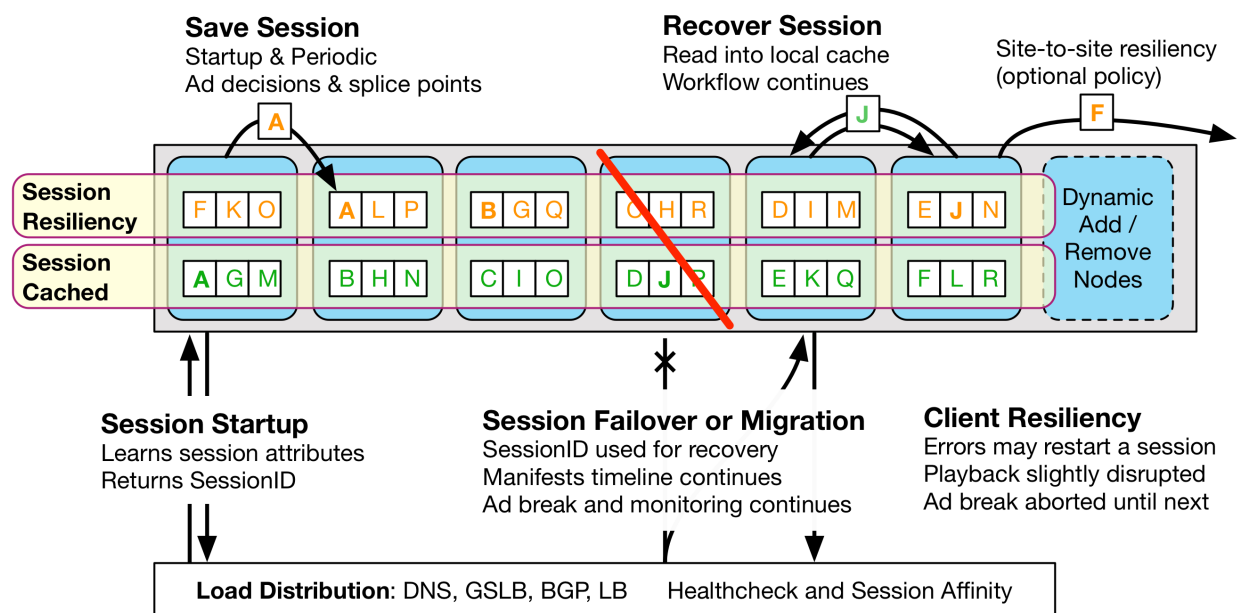 Save Session
Startup & Periodic
Ad decisions & splice points
A
Recover Session
Read into local cache
Workflow continues
J
Site-to-site resiliency
(optional policy)
F
Session
Resiliency
F K O
A L P
B G Q
H R
D I M
E J N
Session
Cached
A G M
B H N
C I O
D J
E K Q
F L R
Dynamic
Add /
Remove
Nodes
Session Startup
Learns session attributes
Returns SessionID
Session Failover or Migration
SessionID used for recovery
Manifests timeline continues
Ad break and monitoring continues
Client Resiliency
Errors may restart a session
Playback slightly disrupted
Ad break aborted until next
Load Distribution: DNS, GSLB, BGP, LB
Healthcheck and Session Affinity